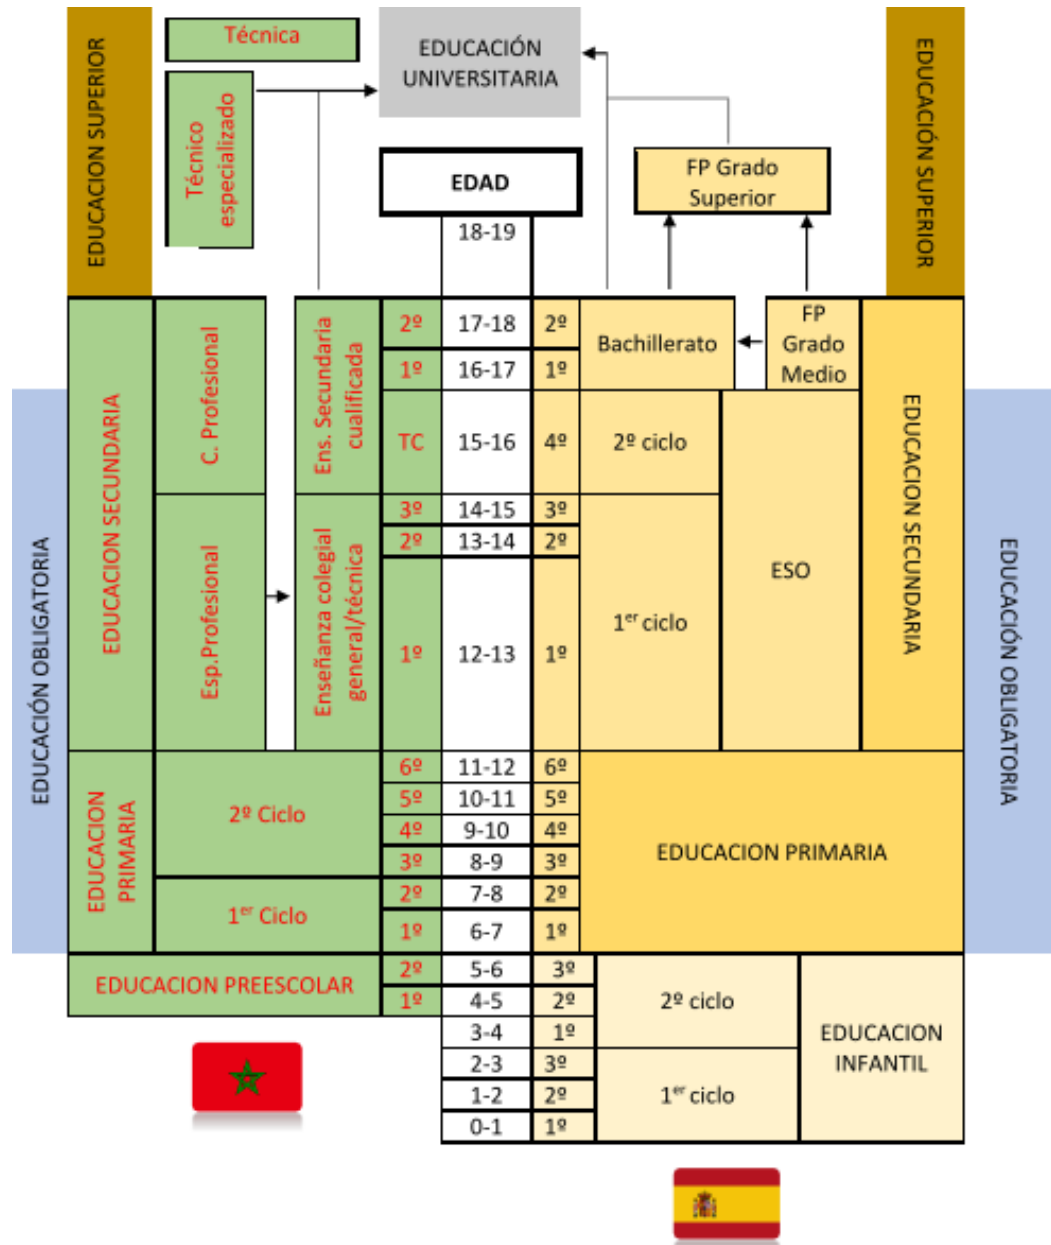 EDUCACION SUPERIOR
Técnica
Técnico
especializado
EDUCACIÓN
UNIVERSITARIA
EDAD
FP Grado
Superior
EDUCACIÓN SUPERIOR
18-19
EDUCACIÓN OBLIGATORIA
EDUCACION SECUNDARIA
C. Profesional
Ens. Secundaria
cualificada
Esp.Profesional
Enseñanza colegial
general/técnica
2º 17-18 2º
1º 16-17 1º
TC 15-16 4º
3º 14-15 3º
2º 13-14 2º
1º 12-13 1º
Bachillerato
FP
Grado
Medio
2º ciclo
1er ciclo
ESO
EDUCACION SECUNDARIA
EDUCACIÓN OBLIGATORIA
EDUCACION
PRIMARIA
2º Ciclo
1er Ciclo
6º 11-12 6º
5º 10-11 5º
4º 9-10 4º
3º 8-9 3º
2º 7-8 2º
1º 6-7 1º
EDUCACION PRIMARIA
EDUCACION PREESCOLAR
2º 5-6 3º
1º 4-5 2º
3-4 1º
2-3 3º
1-2 2º
0-1 1º
2º ciclo
1er ciclo
EDUCACION
INFANTIL